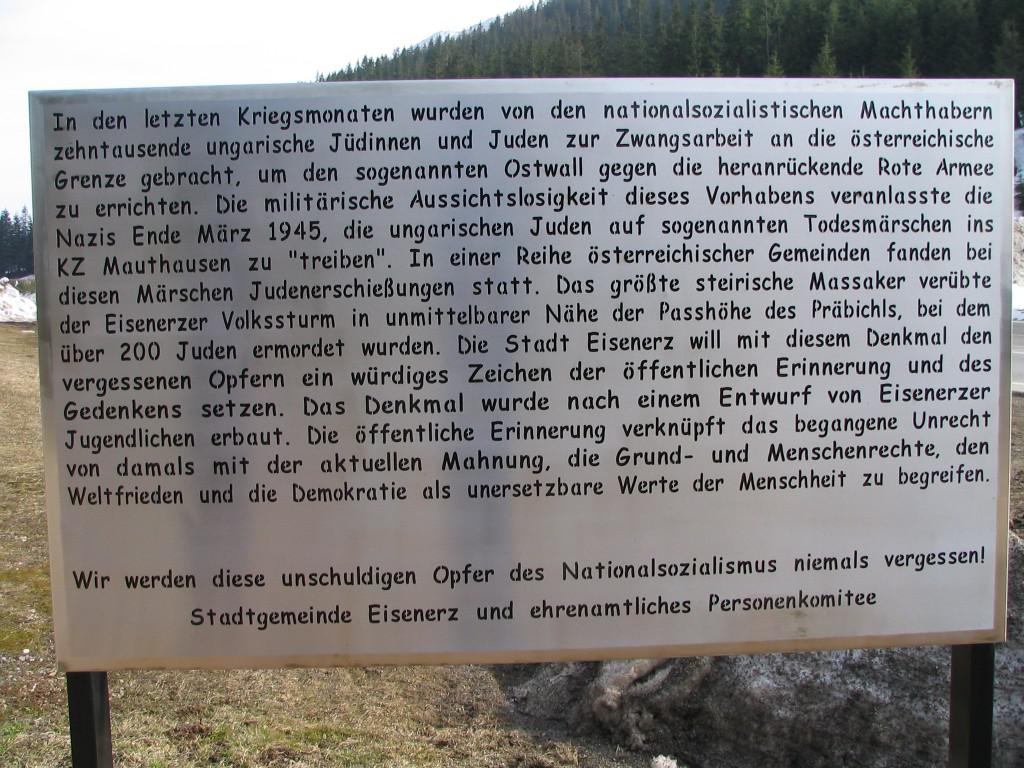 In den letzten Kriegsmonaten wurden von den nationalsozialistischen Machthabern
zehntausende ungarische Jüdinnen und Juden zur Zwangsarbeit an die österreichische
Grenze gebracht, um den sogenannten Ostwall gegen die heranrückende Rote Armee
zu errichten. Die militärische Aussichtslosigkeit dieses Vorhabens veranlasste die
Nazis Ende März 1945, die ungarischen Juden auf sogenannten Todesmärschen ins
KZ Mauthausen zu "treiben". In einer Reihe österreichischer Gemeinden fanden bei
diesen Märschen Judenerschießungen statt. Das größte steirische Massaker verübte
der Eisenerzer Volkssturm in unmittelbarer Nähe der Passhöhe des Präbichls, bei dem
über 200 Juden ermordet wurden. Die Stadt Eisenerz will mit diesem Denkmal den
vergessenen Opfern ein würdiges Zeichen der öffentlichen Erinnerung und des
Gedenkens setzen. Das Denkmal wurde nach einem Entwurf von Eisenerzer
Jugendlichen erbaut. Die öffentliche Erinnerung verknüpft das begangene Unrecht
von damals mit der aktuellen Mahnung, die Grund- und Menschenrechte, den
Weltfrieden und die Demokratie als unersetzbare Werte der Menschheit zu begreifen.
Wir werden diese unschuldigen Opfer des Nationalsozialismus niemals vergessen!
Stadtgemeinde Eisenerz und ehrenamtliches Personenkomitee